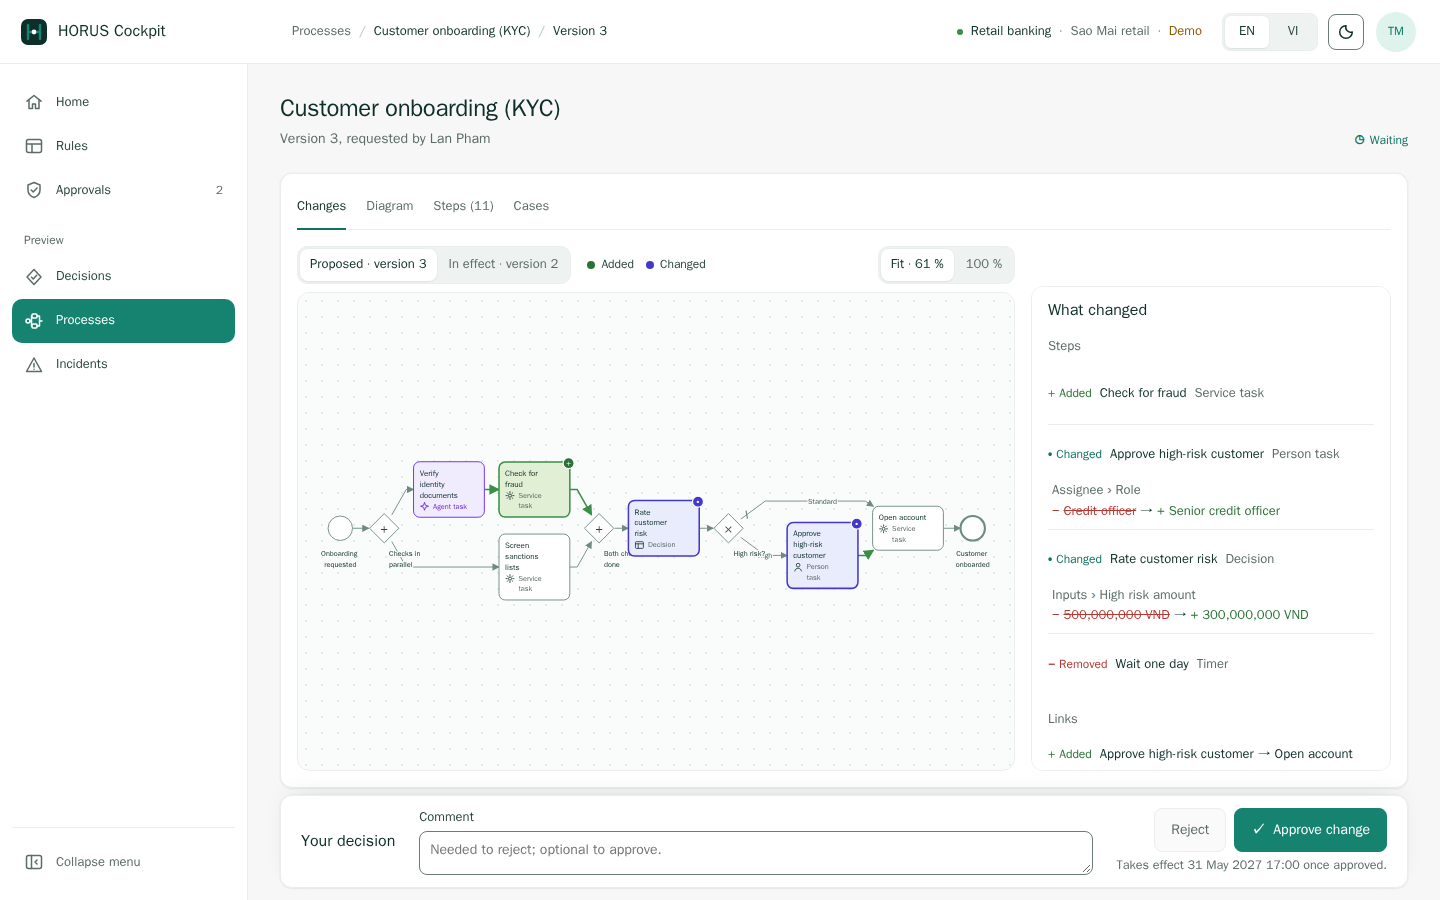 HORUS Cockpit
Processes / Customer onboarding (KYC) / Version 3
Retail banking · Sao Mai retail · Demo
EN VI
TM
Home
Rules
Approvals 2
Preview
Decisions
Processes
Incidents
Collapse menu
Customer onboarding (KYC)
Version 3, requested by Lan Pham
Waiting
Changes Diagram Steps (11) Cases
Proposed · version 3 In effect · version 2 Added Changed Fit · 61 % 100 %
Onboarding
requested
Checks in
parallel
Verify
identity
documents
Agent task
Check for
fraud
Service
task
Screen
sanctions
lists
Service
task
Both ch
done
Rate
customer
risk
Decision
High risk?
Standard
Approve
high-risk
customer
Person
task
Open account
Service
task
Customer
onboarded
What changed
Steps
+ Added Check for fraud Service task
• Changed Approve high-risk customer Person task
Assignee › Role
− Credit officer → + Senior credit officer
• Changed Rate customer risk Decision
Inputs › High risk amount
− 500,000,000 VND → + 300,000,000 VND
− Removed Wait one day Timer
Links
+ Added Approve high-risk customer → Open account
Your decision
Comment
Needed to reject; optional to approve.
Reject
✓ Approve change
Takes effect 31 May 2027 17:00 once approved.